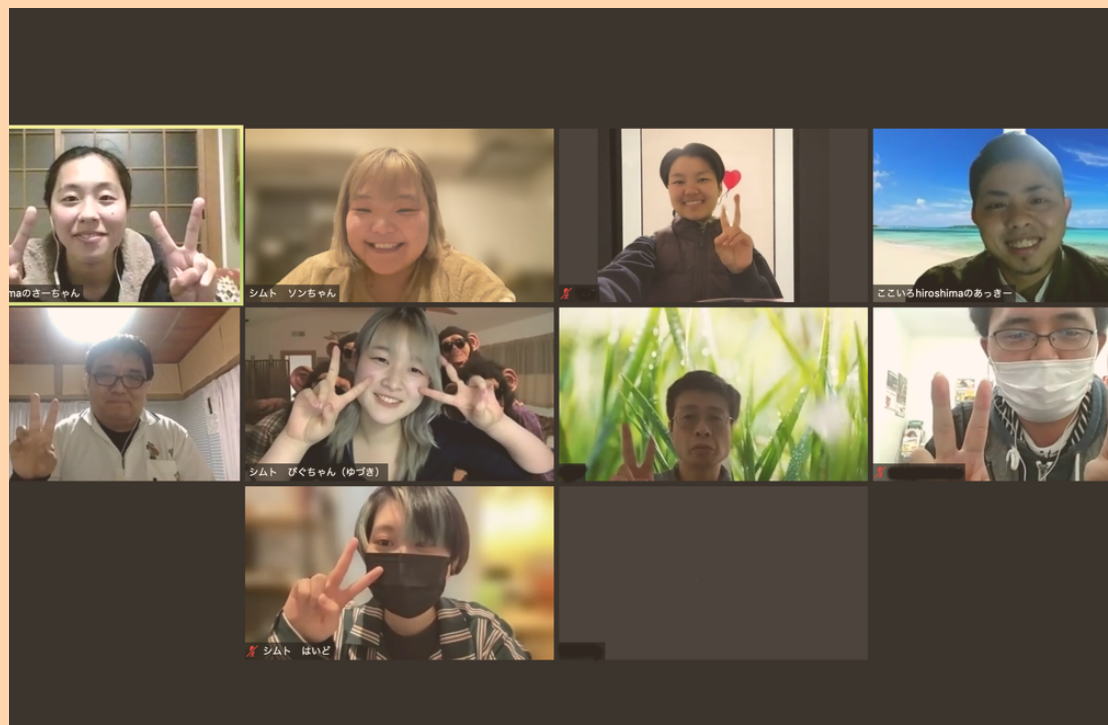 maのさーちゃん
シムト ソンちゃん
ここいろhiroshimaのあっきー
シムト ぴぐちゃん（ゆづき）
シムト はいど